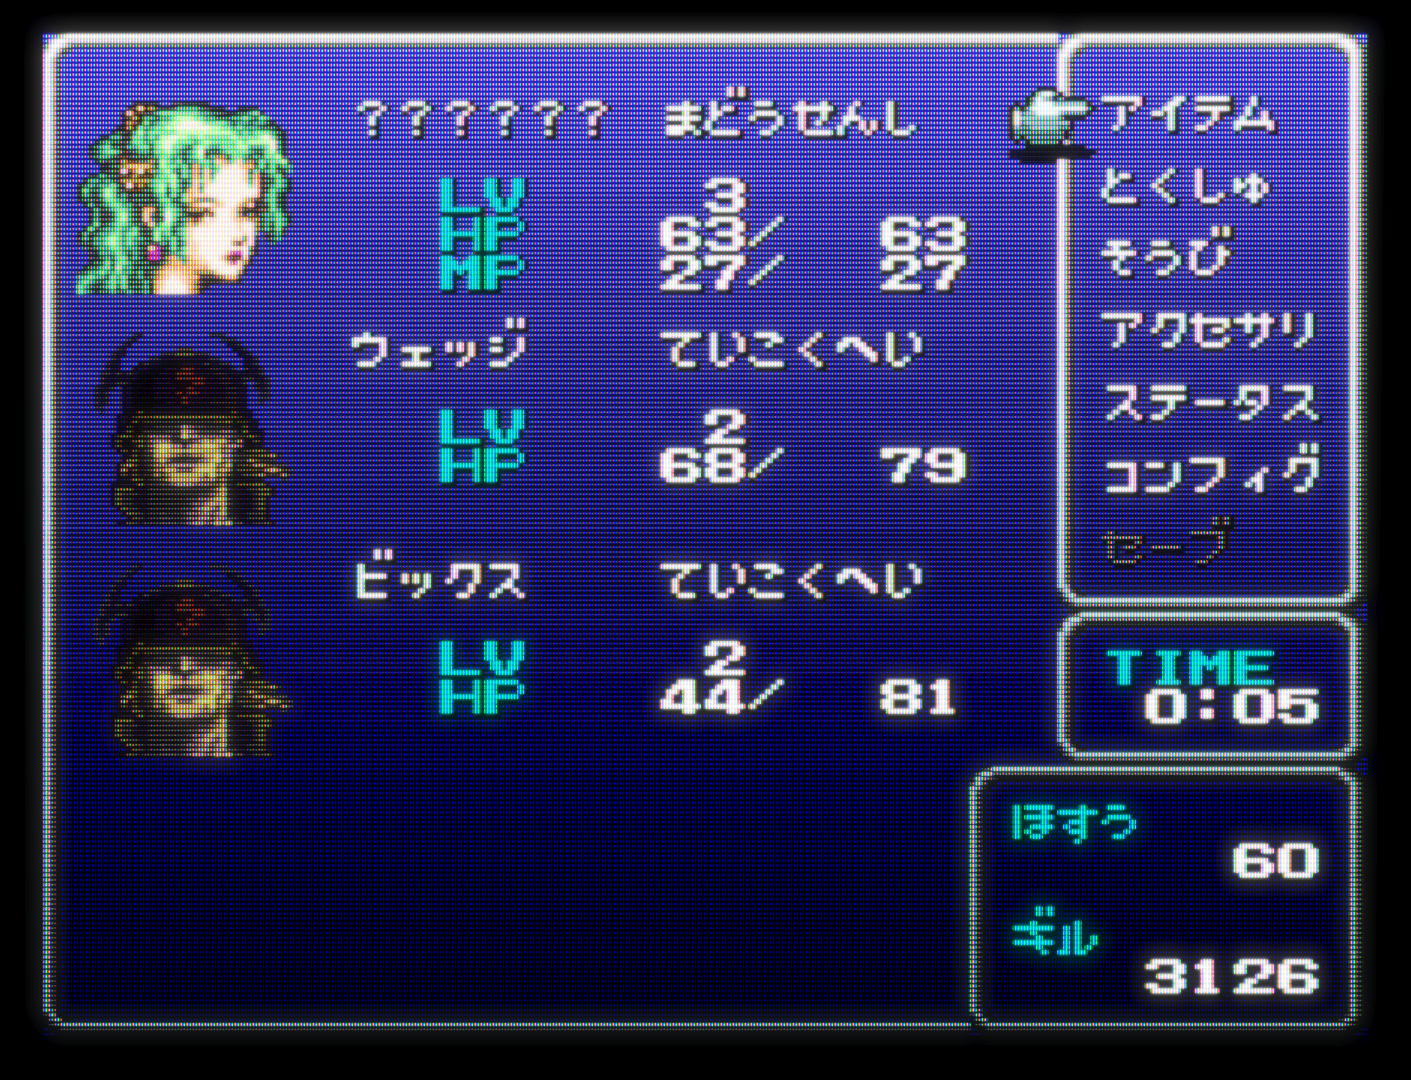 ?????? まどうせんし
LV 3
HP 63/ 63
MP 27/ 27
ウェッジ ていこくへい
LV 2
HP 68/ 79
ビックス ていこくへい
LV 2
HP 44/ 81
アイテム
とくしゅ
そうび
アクセサリ
ステータス
コンフィグ
セーブ
TIME
0:05
ほすう
60
ギル
3126